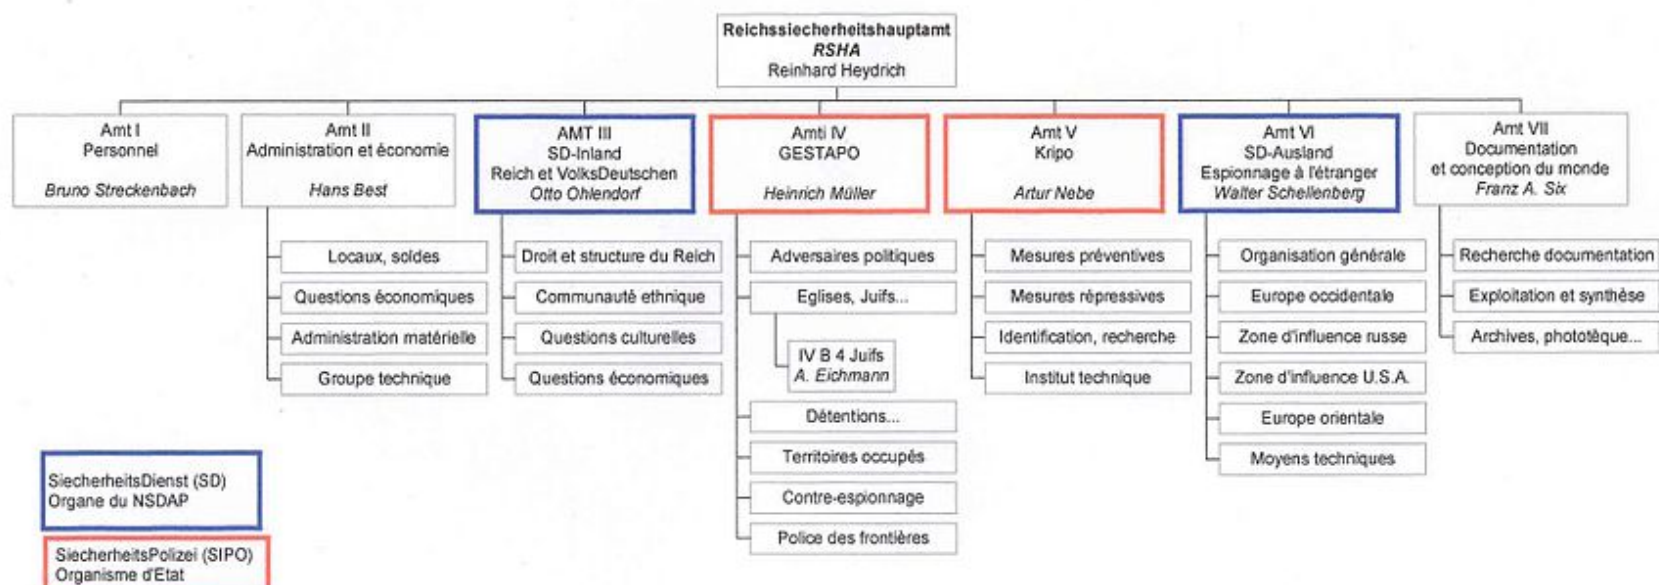 Reichssiecherheitshauptamt
RSHA
Reinhard Heydrich
Amt I
Personnel
Bruno Streckenbach
Amt II
Administration et économie
Hans Best
Locaux, soldes
Questions économiques
Administration matérielle
Groupe technique
AMT III
SD-Inland
Reich et VolksDeutschen
Otto Ohlendorf
Droit et structure du Reich
Communauté ethnique
Questions culturelles
Questions économiques
Amti IV
GESTAPO
Heinrich Müller
Adversaires politiques
Eglises, Juifs...
IV B 4 Juifs
A. Eichmann
Détentions...
Territoires occupés
Contre-espionnage
Police des frontières
Amt V
Kripo
Artur Nebe
Mesures préventives
Mesures répressives
Identification, recherche
Institut technique
Amt VI
SD-Ausland
Espionnage à l'étranger
Walter Schellenberg
Organisation générale
Europe occidentale
Zone d'influence russe
Zone d'influence U.S.A.
Europe orientale
Moyens techniques
Amt VII
Documentation
et conception du monde
Franz A. Six
Recherche documentation
Exploitation et synthèse
Archives, phototèque...
SiecherheitsDienst (SD)
Organe du NSDAP
SiecherheitsPolizei (SIPO)
Organisme d'Etat